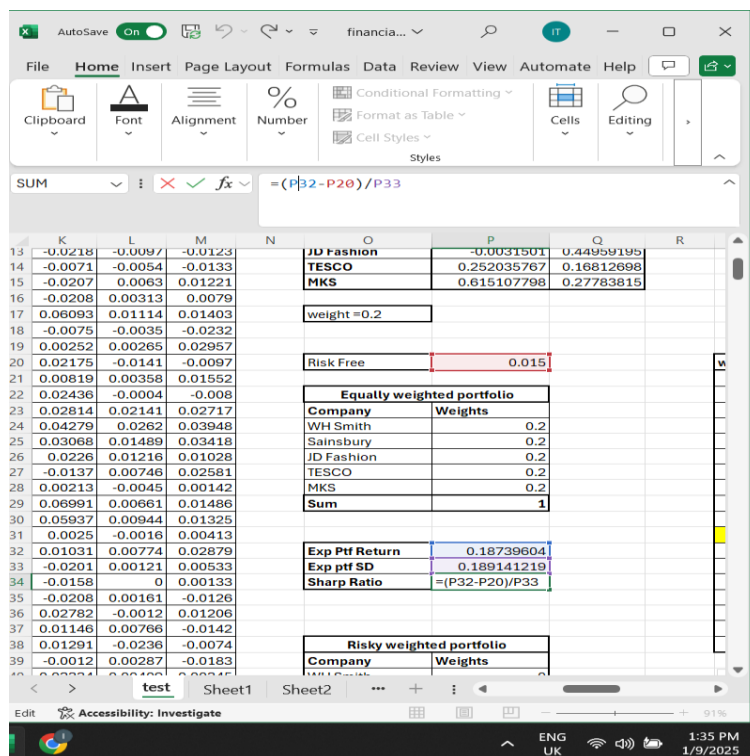 AutoSave On financia...
IT
File Home Insert Page Layout Formulas Data Review View Automate Help
Clipboard Font Alignment Number Conditional Formatting Format as Table Cell Styles Cells Editing
Styles
SUM fx =(P32-P20)/P33
K L M N O P Q R
13 -0.0218 -0.0097 -0.0123 JD Fashion -0.0031501 0.44959195
14 -0.0071 -0.0054 -0.0133 TESCO 0.252035767 0.16812698
15 -0.0207 0.0063 0.01221 MKS 0.615107798 0.27783815
16 -0.0208 0.00313 0.0079
17 0.06093 0.01114 0.01403 weight =0.2
18 -0.0075 -0.0035 -0.0232
19 0.00252 0.00265 0.02957
20 0.02175 -0.0141 -0.0097 Risk Free 0.015
21 0.00819 0.00358 0.01552
22 0.02436 -0.0004 -0.008 Equally weighted portfolio
23 0.02814 0.02141 0.02717 Company Weights
24 0.04279 0.0262 0.03948 WH Smith 0.2
25 0.03068 0.01489 0.03418 Sainsbury 0.2
26 0.0226 0.01216 0.01028 JD Fashion 0.2
27 -0.0137 0.00746 0.02581 TESCO 0.2
28 0.00213 -0.0045 0.00142 MKS 0.2
29 0.06991 0.00661 0.01486 Sum 1
30 0.05937 0.00944 0.01325
31 0.0025 -0.0016 0.00413
32 0.01031 0.00774 0.02879 Exp Ptf Return 0.18739604
33 -0.0201 0.00121 0.00533 Exp ptf SD 0.189141219
34 -0.0158 0 0.00133 Sharp Ratio =(P32-P20)/P33
35 -0.0208 0.00161 -0.0126
36 0.02782 -0.0012 0.01206
37 0.01146 0.00766 -0.0142
38 0.01291 -0.0236 -0.0074 Risky weighted portfolio
39 -0.0012 0.00287 -0.0183 Company Weights
test Sheet1 Sheet2 ...
Edit Accessibility: Investigate 91%
ENG
UK
1:35 PM
1/9/2025